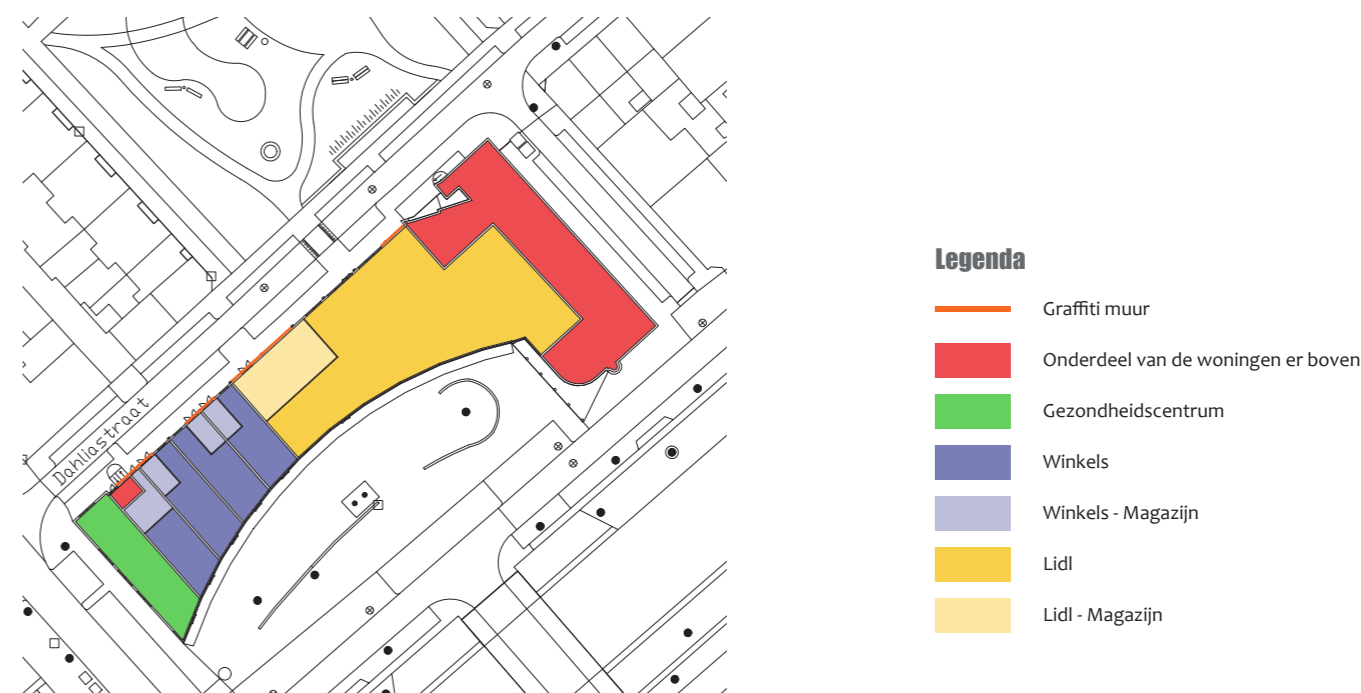 Dahliastraat
Legenda
Graffiti muur
Onderdeel van de woningen er boven
Gezondheidscentrum
Winkels
Winkels - Magazijn
Lidl
Lidl - Magazijn